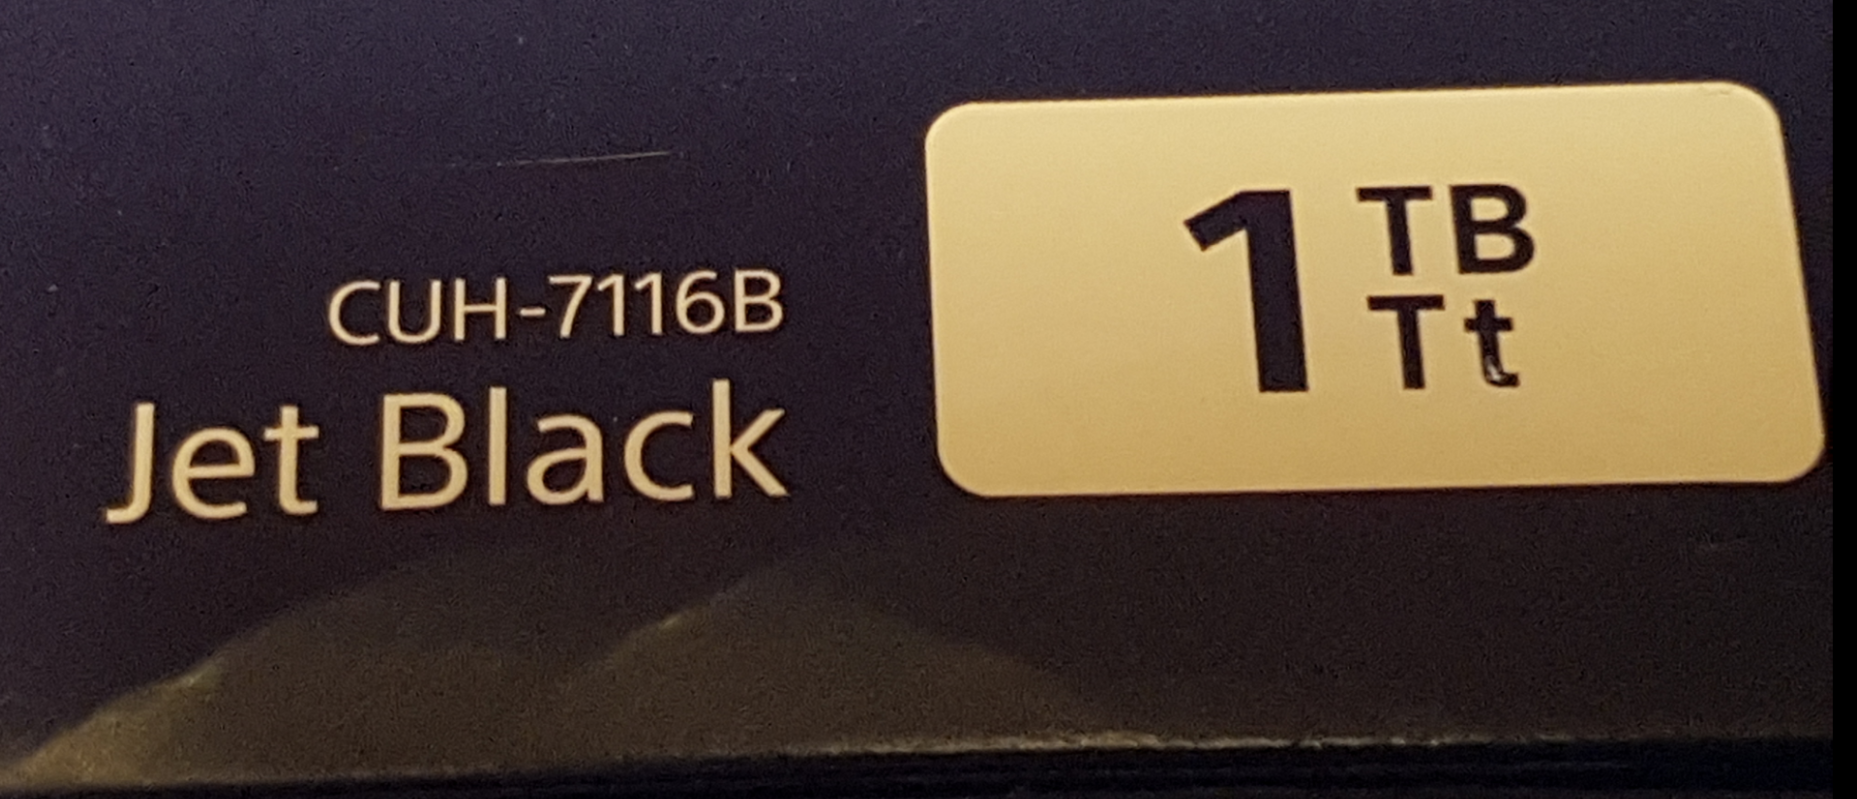 CUH-7116B
Jet Black
1 TB
Tt